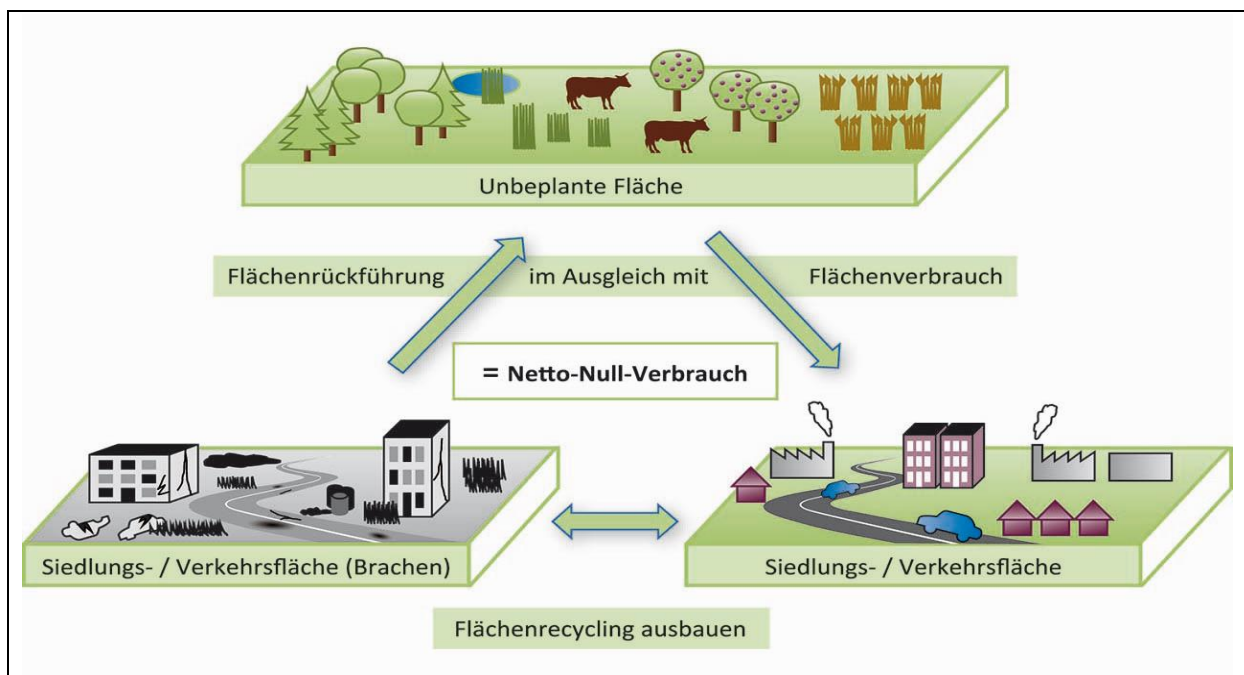 Unbeplante Fläche
Flächenrückführung im Ausgleich mit Flächenverbrauch
= Netto-Null-Verbrauch
Siedlungs- / Verkehrsfläche (Brachen)
Siedlungs- / Verkehrsfläche
Flächenrecycling ausbauen